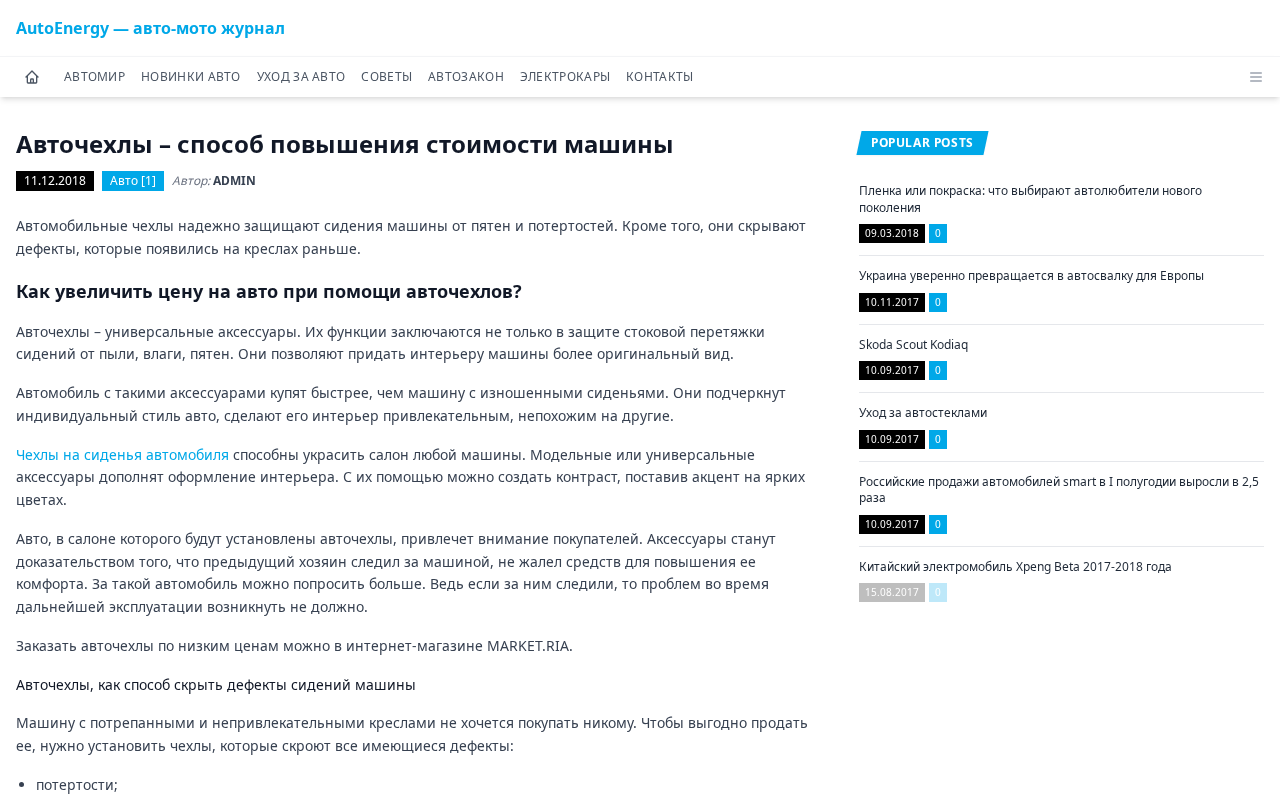 AutoEnergy — авто-мото журнал
АВТОМИР НОВИНКИ АВТО УХОД ЗА АВТО СОВЕТЫ АВТОЗАКОН ЭЛЕКТРОКАРЫ КОНТАКТЫ
Авточехлы – способ повышения стоимости машины
11.12.2018 Авто [1] Автор: ADMIN
Автомобильные чехлы надежно защищают сидения машины от пятен и потертостей. Кроме того, они скрывают
дефекты, которые появились на креслах раньше.
Как увеличить цену на авто при помощи авточехлов?
Авточехлы – универсальные аксессуары. Их функции заключаются не только в защите стоковой перетяжки
сидений от пыли, влаги, пятен. Они позволяют придать интерьеру машины более оригинальный вид.
Автомобиль с такими аксессуарами купят быстрее, чем машину с изношенными сиденьями. Они подчеркнут
индивидуальный стиль авто, сделают его интерьер привлекательным, непохожим на другие.
Чехлы на сиденья автомобиля способны украсить салон любой машины. Модельные или универсальные
аксессуары дополнят оформление интерьера. С их помощью можно создать контраст, поставив акцент на ярких
цветах.
Авто, в салоне которого будут установлены авточехлы, привлечет внимание покупателей. Аксессуары станут
доказательством того, что предыдущий хозяин следил за машиной, не жалел средств для повышения ее
комфорта. За такой автомобиль можно попросить больше. Ведь если за ним следили, то проблем во время
дальнейшей эксплуатации возникнуть не должно.
Заказать авточехлы по низким ценам можно в интернет-магазине MARKET.RIA.
Авточехлы, как способ скрыть дефекты сидений машины
Машину с потрепанными и непривлекательными креслами не хочется покупать никому. Чтобы выгодно продать
ее, нужно установить чехлы, которые скроют все имеющиеся дефекты:
• потертости;
POPULAR POSTS
Пленка или покраска: что выбирают автолюбители нового
поколения
09.03.2018 0
Украина уверенно превращается в автосвалку для Европы
10.11.2017 0
Skoda Scout Kodiaq
10.09.2017 0
Уход за автостеклами
10.09.2017 0
Российские продажи автомобилей smart в I полугодии выросли в 2,5
раза
10.09.2017 0
Китайский электромобиль Xpeng Beta 2017-2018 года
15.08.2017 0